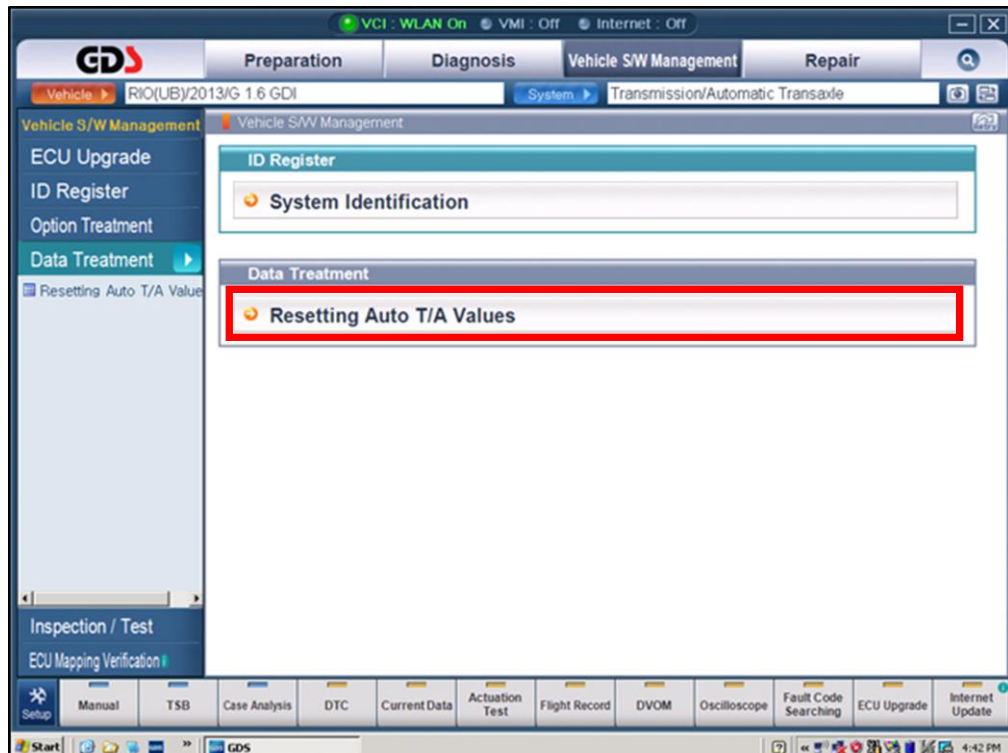 VCI : WLAN On VMI : Off Internet : Off
GDS Preparation Diagnosis Vehicle S/W Management Repair
Vehicle RIO(UB)/2013/G 1.6 GDI System Transmission/Automatic Transaxle
Vehicle S/W Management
Vehicle S/W Management
ECU Upgrade
ID Register
Option Treatment
Data Treatment
Resetting Auto T/A Value
ID Register
System Identification
Data Treatment
Resetting Auto T/A Values
Inspection / Test
ECU Mapping Verification
Setup
Manual
TSB
Case Analysis
DTC
Current Data
Actuation
Test
Flight Record
DVOM
Oscilloscope
Fault Code
Searching
ECU Upgrade
Internet
Update
Start GDS 4:42 PM